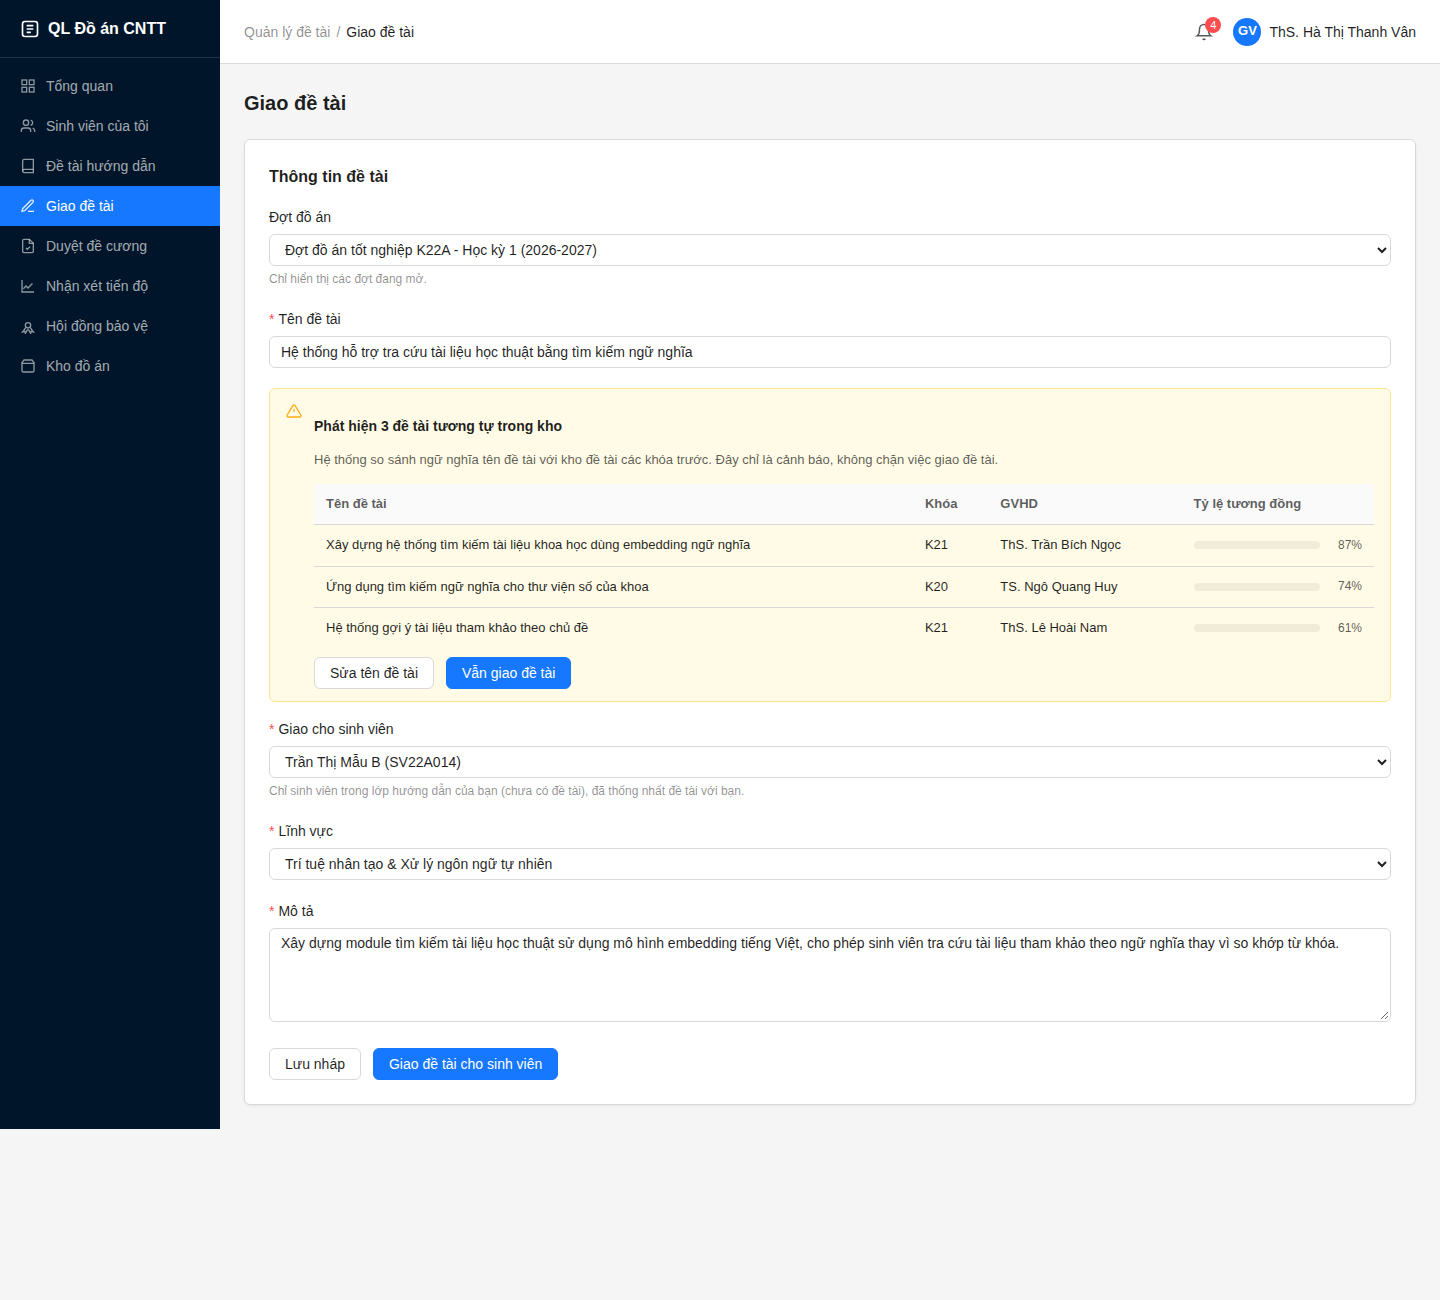 QL Đồ án CNTT
Tổng quan
Sinh viên của tôi
Đề tài hướng dẫn
Giao đề tài
Duyệt đề cương
Nhận xét tiến độ
Hội đồng bảo vệ
Kho đồ án
Quản lý đề tài / Giao đề tài
4
GV
ThS. Hà Thị Thanh Vân
Giao đề tài
Thông tin đề tài
Đợt đồ án
Đợt đồ án tốt nghiệp K22A - Học kỳ 1 (2026-2027)
Chỉ hiển thị các đợt đang mở.
* Tên đề tài
Hệ thống hỗ trợ tra cứu tài liệu học thuật bằng tìm kiếm ngữ nghĩa
Phát hiện 3 đề tài tương tự trong kho
Hệ thống so sánh ngữ nghĩa tên đề tài với kho đề tài các khóa trước. Đây chỉ là cảnh báo, không chặn việc giao đề tài.
Tên đề tài Khóa GVHD Tỷ lệ tương đồng
Xây dựng hệ thống tìm kiếm tài liệu khoa học dùng embedding ngữ nghĩa K21 ThS. Trần Bích Ngọc 87%
Ứng dụng tìm kiếm ngữ nghĩa cho thư viện số của khoa K20 TS. Ngô Quang Huy 74%
Hệ thống gợi ý tài liệu tham khảo theo chủ đề K21 ThS. Lê Hoài Nam 61%
Sửa tên đề tài Vẫn giao đề tài
* Giao cho sinh viên
Trần Thị Mẫu B (SV22A014)
Chỉ sinh viên trong lớp hướng dẫn của bạn (chưa có đề tài), đã thống nhất đề tài với bạn.
* Lĩnh vực
Trí tuệ nhân tạo & Xử lý ngôn ngữ tự nhiên
* Mô tả
Xây dựng module tìm kiếm tài liệu học thuật sử dụng mô hình embedding tiếng Việt, cho phép sinh viên tra cứu tài liệu tham khảo theo ngữ nghĩa thay vì so khớp từ khóa.
Lưu nháp Giao đề tài cho sinh viên